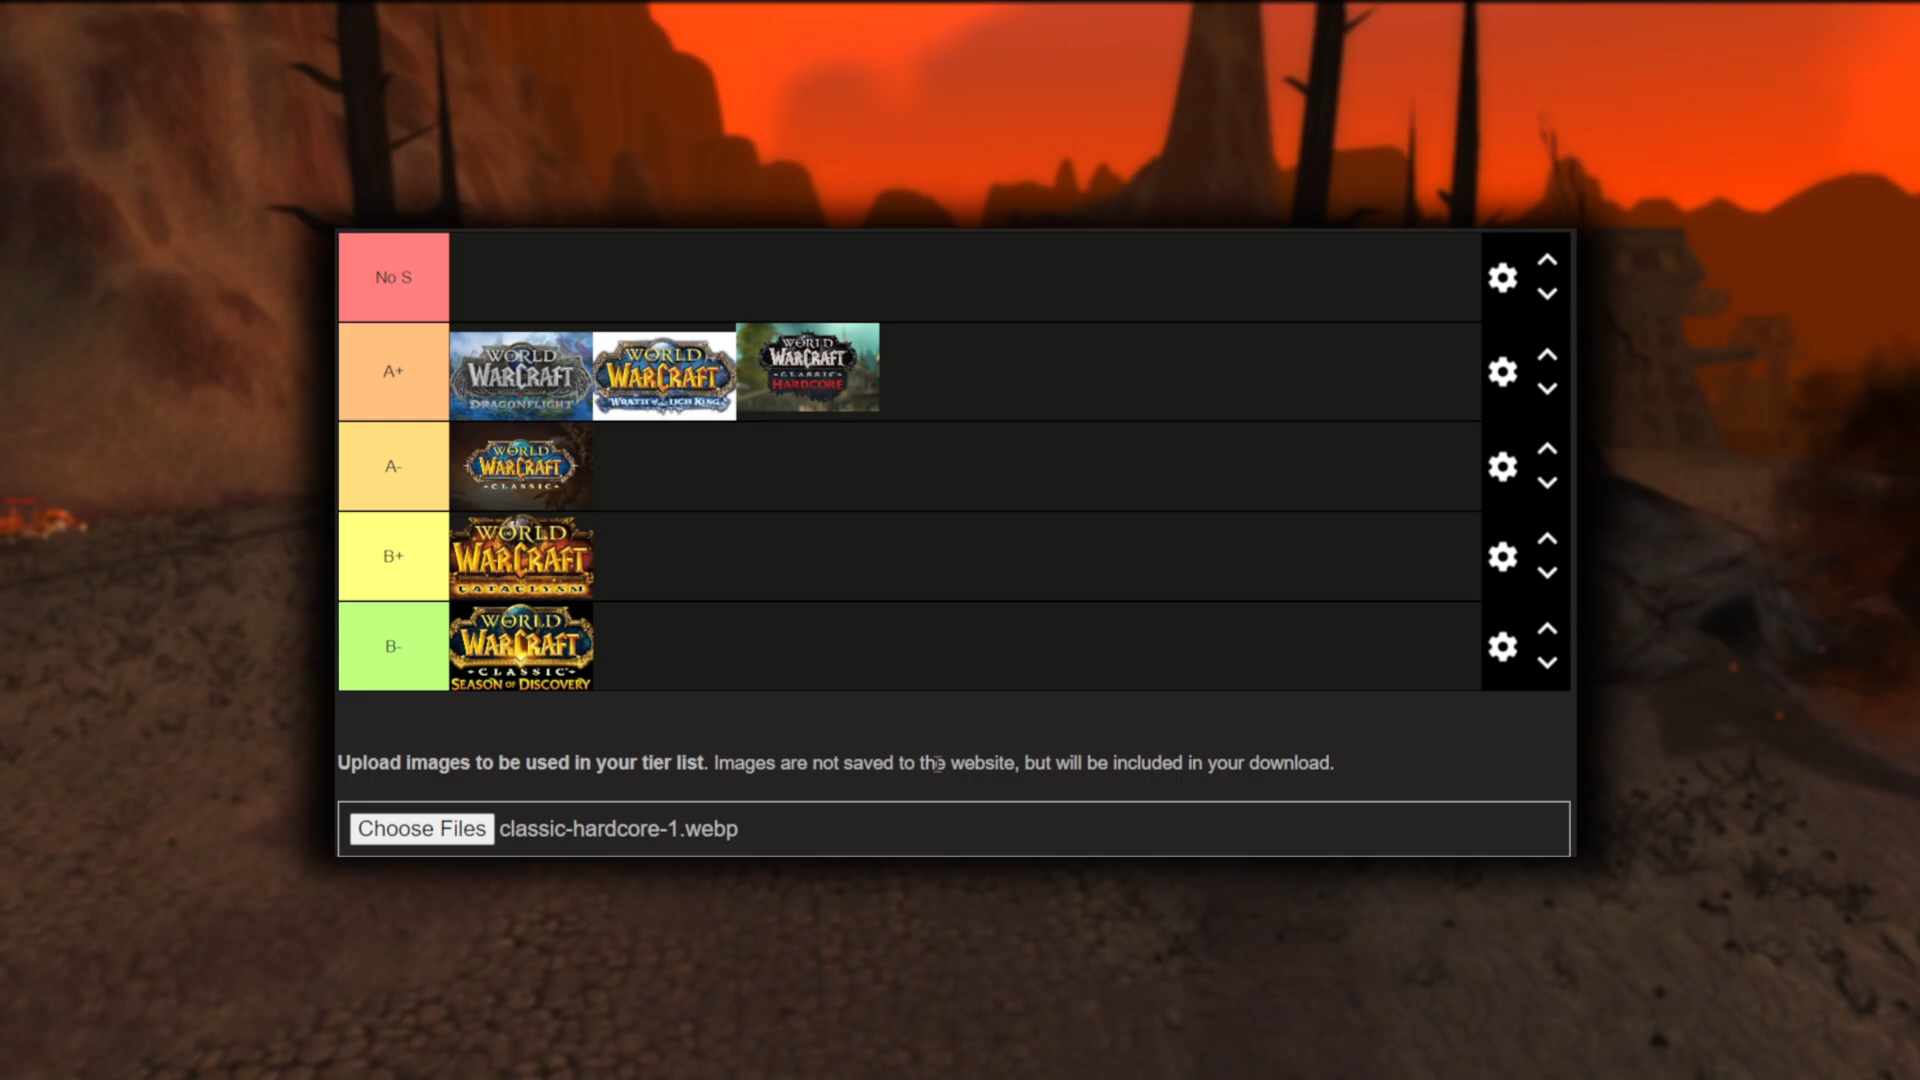 No S
A+
WORLD
WARCRAFT
DRAGONFLIGHT
WORLD
WARCRAFT
WRATH of the LICH KING
WORLD
WARCRAFT
CLASSIC
HARDCORE
A-
WORLD
WARCRAFT
CLASSIC
B+
WORLD
WARCRAFT
CATACLYSM
B-
WORLD
WARCRAFT
CLASSIC
SEASON OF DISCOVERY
Upload images to be used in your tier list. Images are not saved to the website, but will be included in your download.
Choose Files classic-hardcore-1.webp